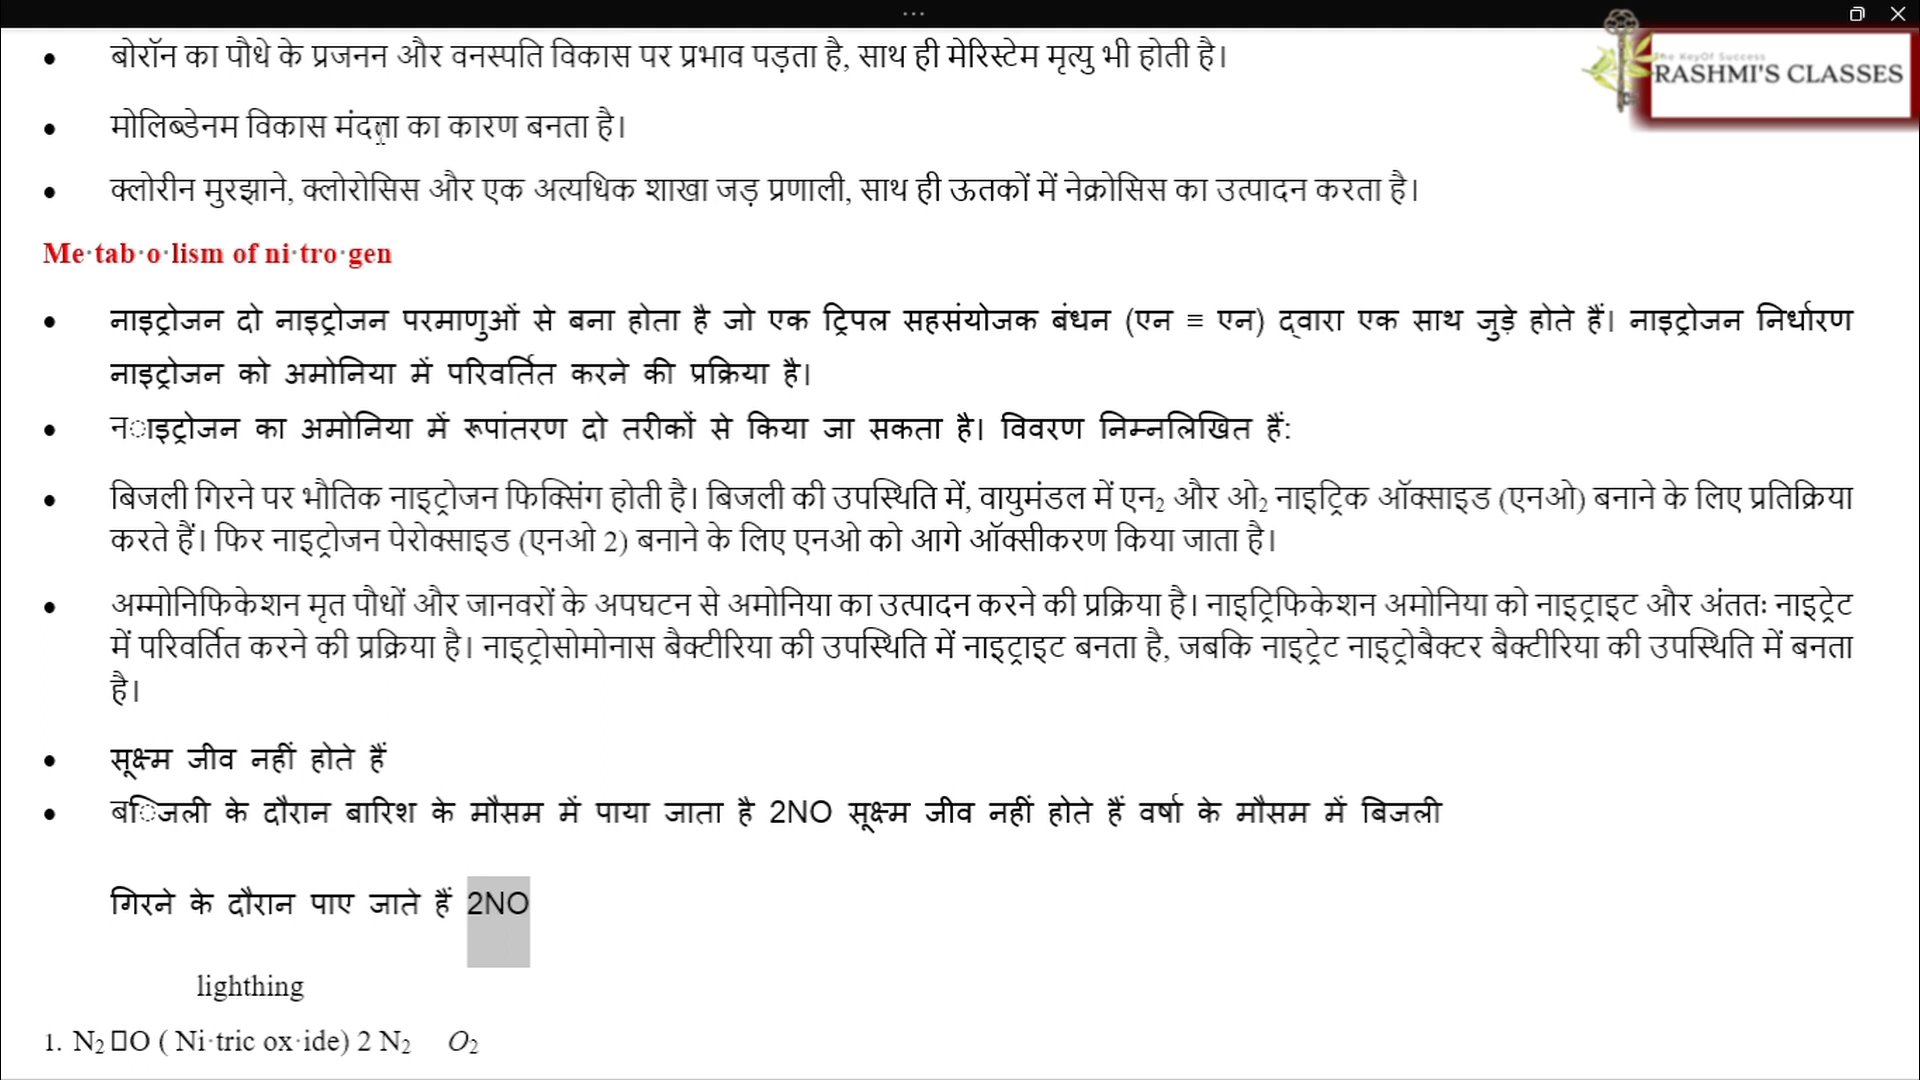 ...
The KeyOf Success
RASHMI'S CLASSES
• बोरॉन का पौधे के प्रजनन और वनस्पति विकास पर प्रभाव पड़ता है, साथ ही मेरिस्टेम मृत्यु भी होती है।
• मोलिब्डेनम विकास मंदता का कारण बनता है।
• क्लोरीन मुरझाने, क्लोरोसिस और एक अत्यधिक शाखा जड़ प्रणाली, साथ ही ऊतकों में नेक्रोसिस का उत्पादन करता है।
Me·tab·o·lism of ni·tro·gen
• नाइट्रोजन दो नाइट्रोजन परमाणुओं से बना होता है जो एक ट्रिपल सहसंयोजक बंधन (एन ≡ एन) द्वारा एक साथ जुड़े होते हैं। नाइट्रोजन निर्धारण
नाइट्रोजन को अमोनिया में परिवर्तित करने की प्रक्रिया है।
• नाइट्रोजन का अमोनिया में रूपांतरण दो तरीकों से किया जा सकता है। विवरण निम्नलिखित हैं:
• बिजली गिरने पर भौतिक नाइट्रोजन फिक्सिंग होती है। बिजली की उपस्थिति में, वायुमंडल में एन₂ और ओ₂ नाइट्रिक ऑक्साइड (एनओ) बनाने के लिए प्रतिक्रिया
करते हैं। फिर नाइट्रोजन पेरोक्साइड (एनओ 2) बनाने के लिए एनओ को आगे ऑक्सीकरण किया जाता है।
• अम्मोनिफिकेशन मृत पौधों और जानवरों के अपघटन से अमोनिया का उत्पादन करने की प्रक्रिया है। नाइट्रिफिकेशन अमोनिया को नाइट्राइट और अंततः नाइट्रेट
में परिवर्तित करने की प्रक्रिया है। नाइट्रोसोमोनास बैक्टीरिया की उपस्थिति में नाइट्राइट बनता है, जबकि नाइट्रेट नाइट्रोबैक्टर बैक्टीरिया की उपस्थिति में बनता
है।
• सूक्ष्म जीव नहीं होते हैं
• बिजली के दौरान बारिश के मौसम में पाया जाता है 2NO सूक्ष्म जीव नहीं होते हैं वर्षा के मौसम में बिजली
गिरने के दौरान पाए जाते हैं 2NO
lighthing
1. N₂ □O ( Ni·tric ox·ide) 2 N₂ O₂